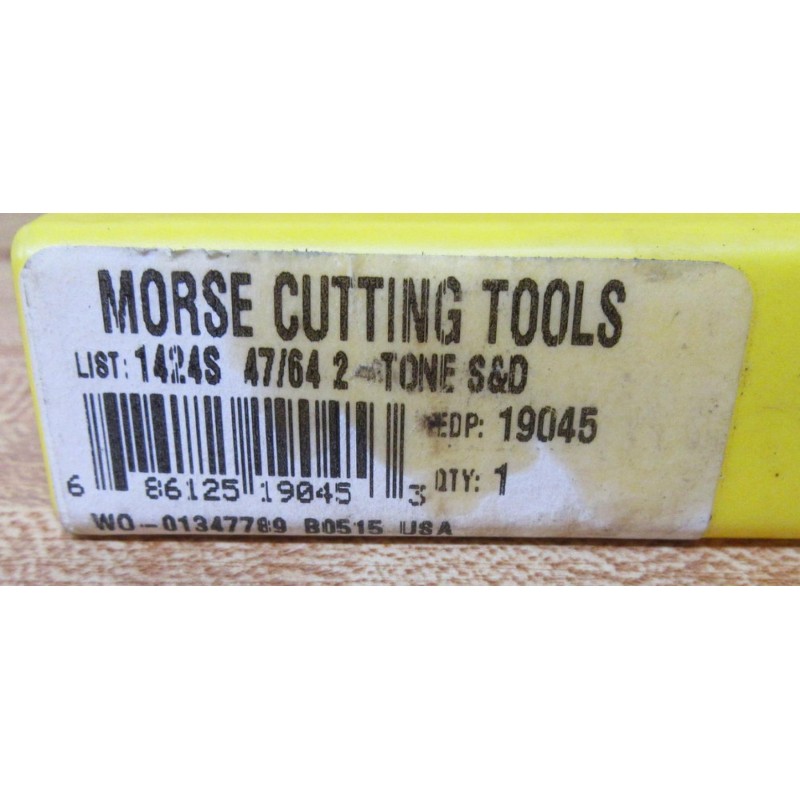 MORSE CUTTING TOOLS
LIST: 1424S 47/64 2-TONE S&D
EDP: 19045
QTY: 1
6 86125 19045 3
WO-01347789 B0515 USA